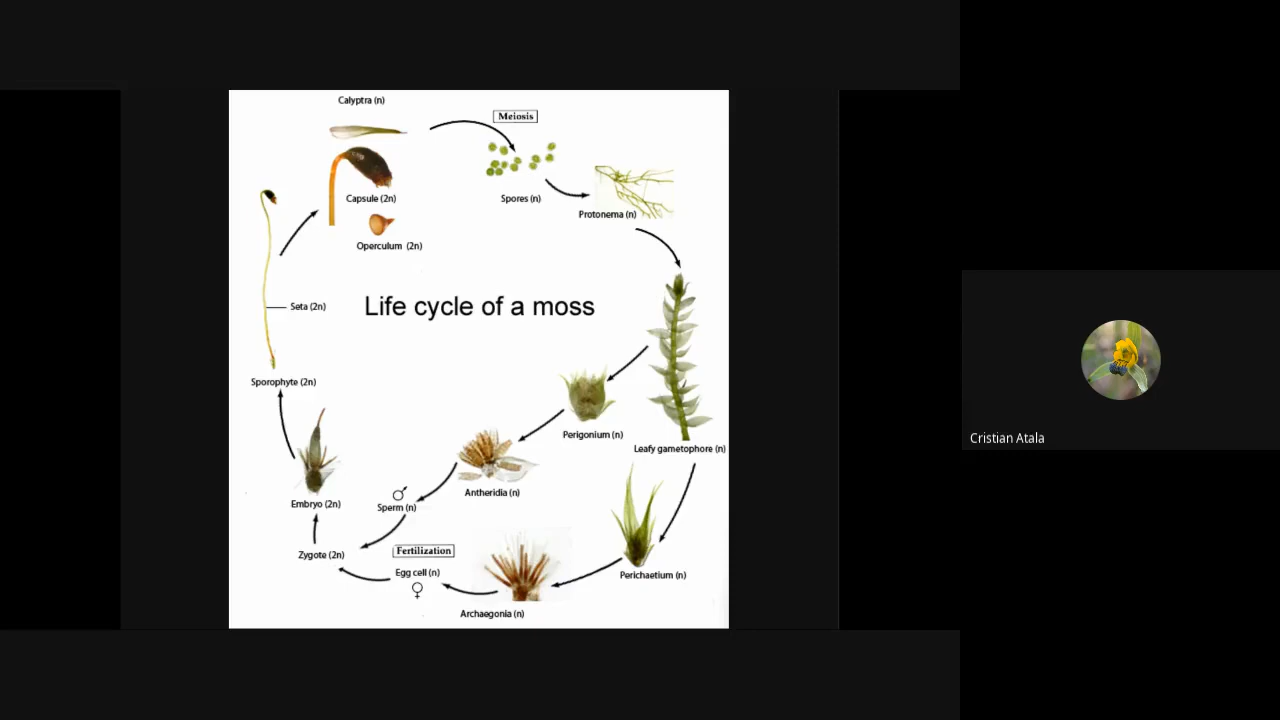 Calyptra (n)
Meiosis
Capsule (2n)
Spores (n)
Protonema (n)
Operculum (2n)
Seta (2n)
Life cycle of a moss
Sporophyte (2n)
Perigonium (n)
Leafy gametophore (n)
Antheridia (n)
Embryo (2n)
Sperm (n)
Zygote (2n)
Fertilization
Egg cell (n)
Perichaetium (n)
Archaegonia (n)
Cristian Atala